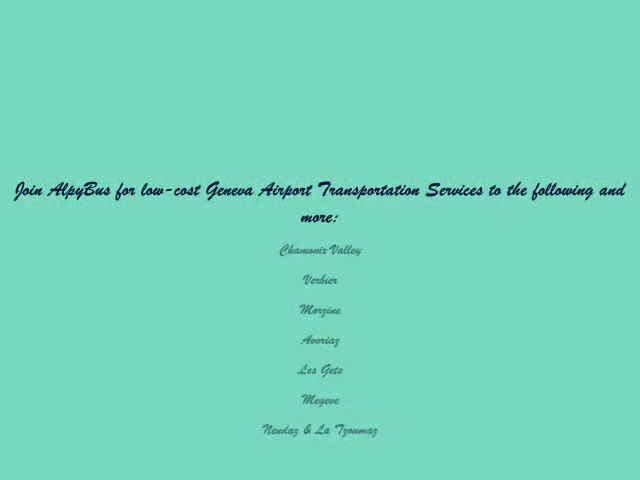 Join AlpyBus for low-cost Geneva Airport Transportation Services to the following and
more:
Chamonix Valley
Verbier
Morzine
Avoriaz
Les Gets
Megeve
Nendaz & La Tzoumaz